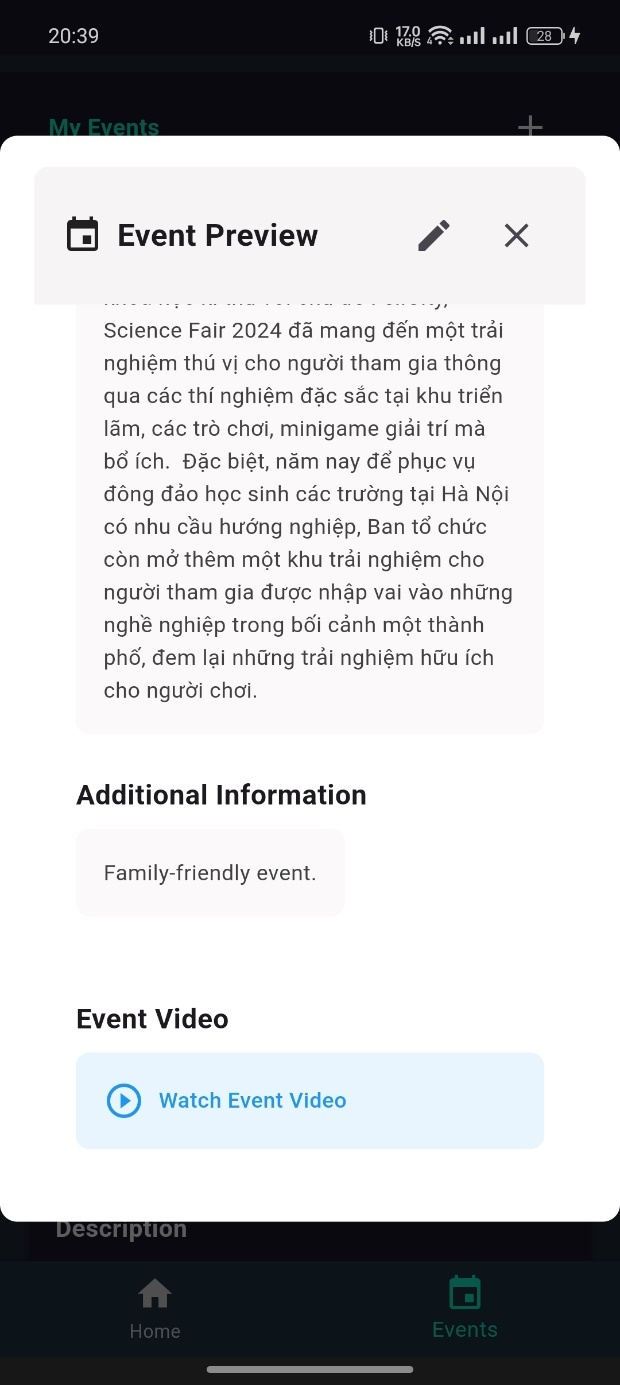 20:39
17.0
KB/S
28
My Events
Event Preview
Science Fair 2024 đã mang đến một trải
nghiệm thú vị cho người tham gia thông
qua các thí nghiệm đặc sắc tại khu triển
lãm, các trò chơi, minigame giải trí mà
bổ ích.  Đặc biệt, năm nay để phục vụ
đông đảo học sinh các trường tại Hà Nội
có nhu cầu hướng nghiệp, Ban tổ chức
còn mở thêm một khu trải nghiệm cho
người tham gia được nhập vai vào những
nghề nghiệp trong bối cảnh một thành
phố, đem lại những trải nghiệm hữu ích
cho người chơi.
Additional Information
Family-friendly event.
Event Video
Watch Event Video
Description
Home
Events